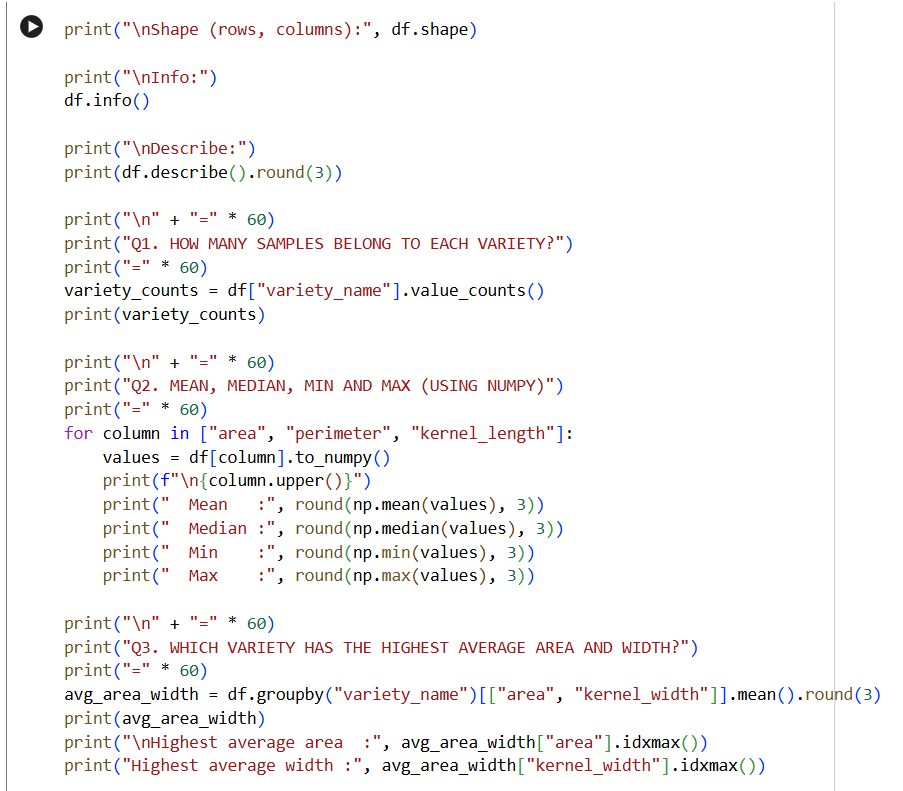 print("\nShape (rows, columns):", df.shape)
print("\nInfo:")
df.info()
print("\nDescribe:")
print(df.describe().round(3))
print("\n" + "=" * 60)
print("Q1. HOW MANY SAMPLES BELONG TO EACH VARIETY?")
print("=" * 60)
variety_counts = df["variety_name"].value_counts()
print(variety_counts)
print("\n" + "=" * 60)
print("Q2. MEAN, MEDIAN, MIN AND MAX (USING NUMPY)")
print("=" * 60)
for column in ["area", "perimeter", "kernel_length"]:
    values = df[column].to_numpy()
    print(f"\n{column.upper()}")
    print("  Mean   :", round(np.mean(values), 3))
    print("  Median :", round(np.median(values), 3))
    print("  Min    :", round(np.min(values), 3))
    print("  Max    :", round(np.max(values), 3))
print("\n" + "=" * 60)
print("Q3. WHICH VARIETY HAS THE HIGHEST AVERAGE AREA AND WIDTH?")
print("=" * 60)
avg_area_width = df.groupby("variety_name")[["area", "kernel_width"]].mean().round(3)
print(avg_area_width)
print("\nHighest average area  :", avg_area_width["area"].idxmax())
print("Highest average width :", avg_area_width["kernel_width"].idxmax())